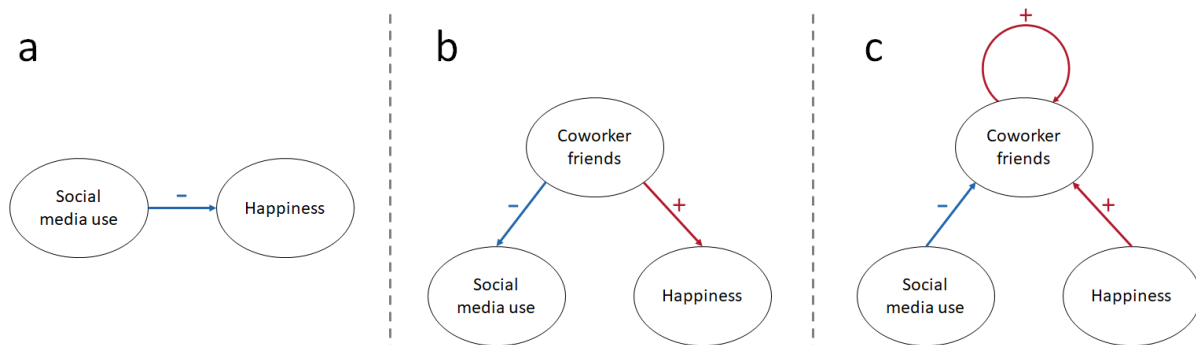 a
Social
media use
−
Happiness
b
Coworker
friends
−
+
Social
media use
Happiness
c
+
Coworker
friends
−
+
Social
media use
Happiness